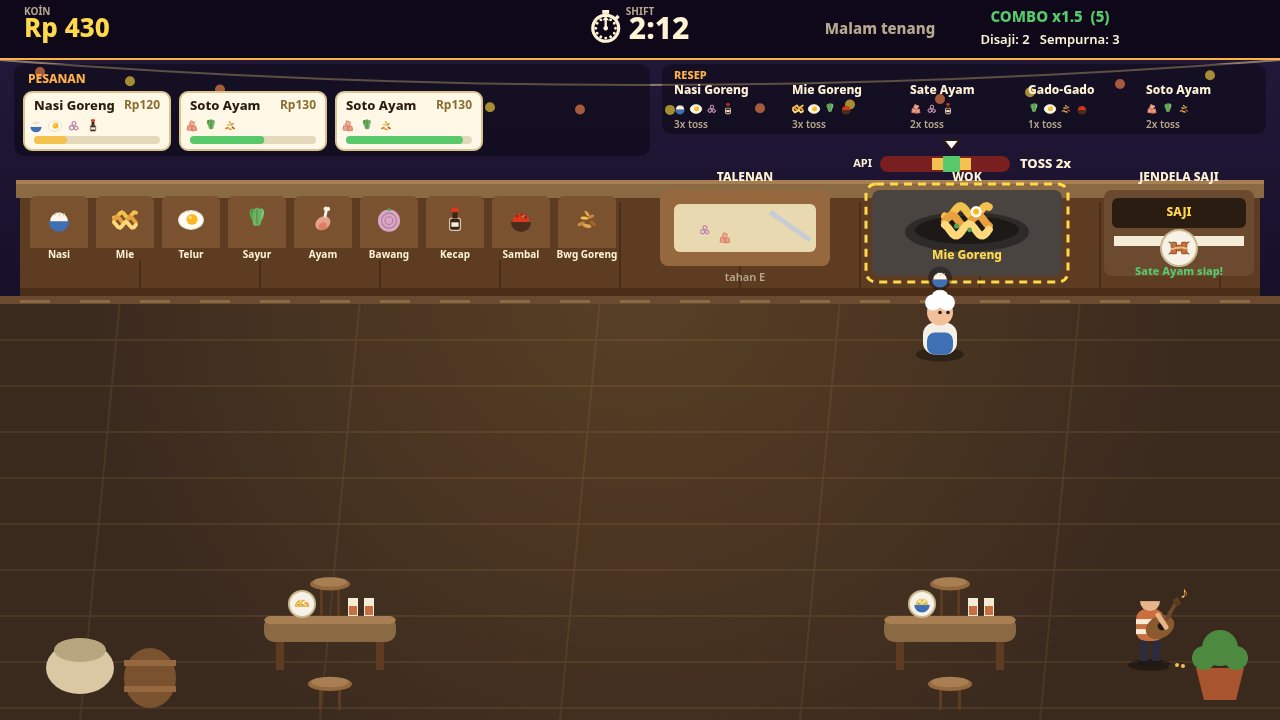 KOİN
Rp 430
SHIFT
2:12
Malam tenang
COMBO x1.5 (5)
Disaji: 2 Sempurna: 3
PESANAN
Nasi Goreng Rp120
Soto Ayam Rp130
Soto Ayam Rp130
RESEP
Nasi Goreng
3x toss
Mie Goreng
3x toss
Sate Ayam
2x toss
Gado-Gado
1x toss
Soto Ayam
2x toss
API
TOSS 2x
TALENAN
WOK
JENDELA SAJI
Nasi
Mie
Telur
Sayur
Ayam
Bawang
Kecap
Sambal
Bwg Goreng
tahan E
Mie Goreng
SAJI
Sate Ayam siap!